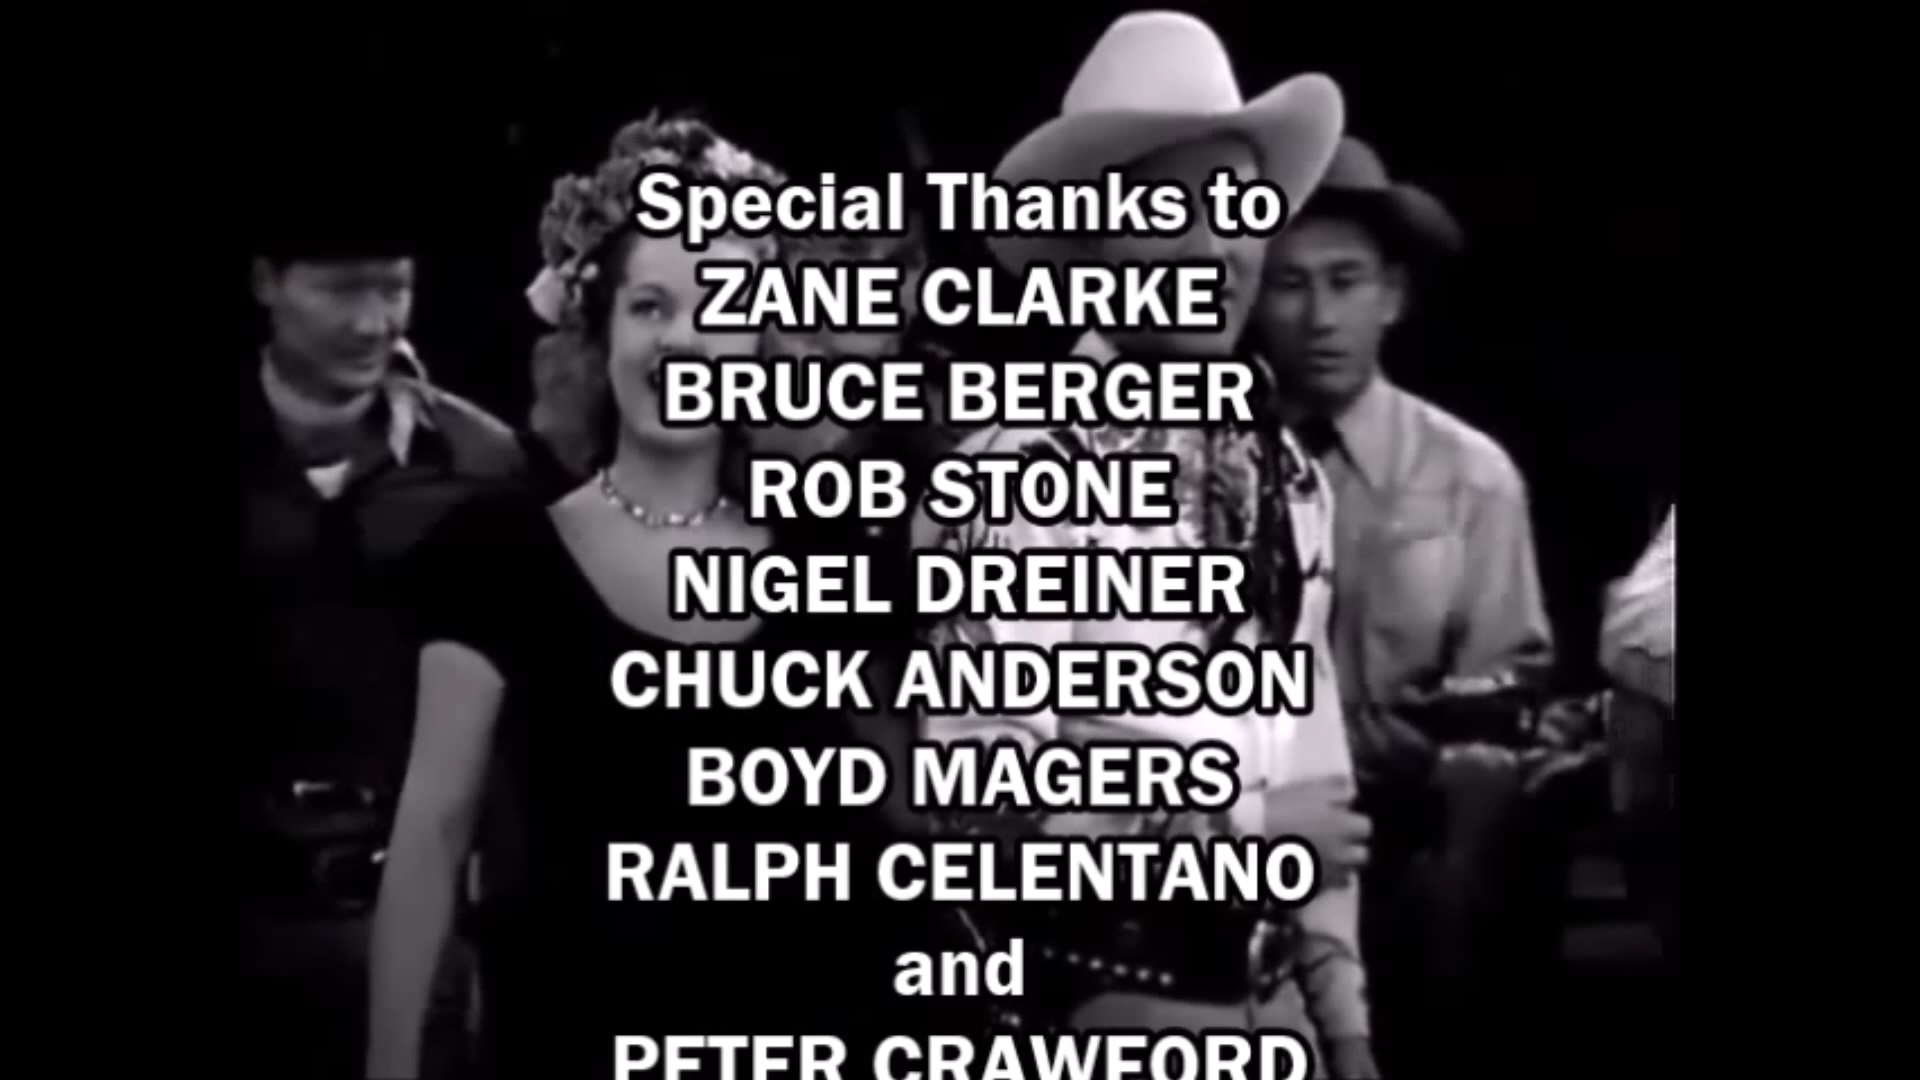 Special Thanks to
ZANE CLARKE
BRUCE BERGER
ROB STONE
NIGEL DREINER
CHUCK ANDERSON
BOYD MAGERS
RALPH CELENTANO
and
PETER CRAWFORD